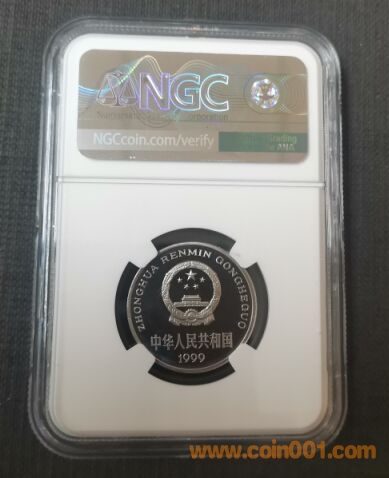 NGC
NGCcoin.com/verify
ZHONGHUA RENMIN GONGHEGUO
中华人民共和国
1999
www.coin001.com